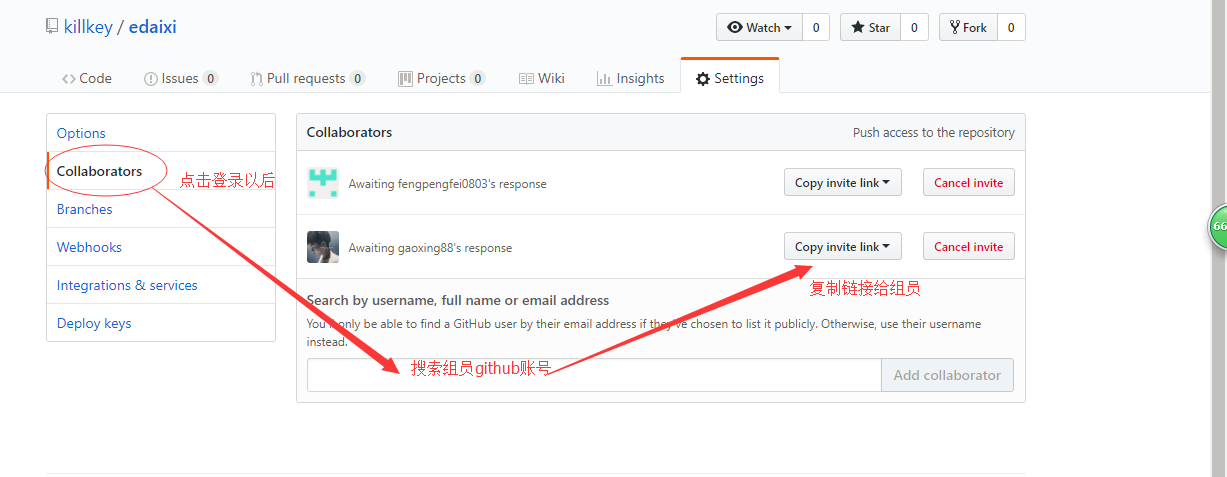 killkey / edaixi
Watch 0 Star 0 Fork 0
Code Issues 0 Pull requests 0 Projects 0 Wiki Insights Settings
Options
Collaborators
Branches
Webhooks
Integrations & services
Deploy keys
点击登录以后
Collaborators Push access to the repository
Awaiting fengpengfei0803's response Copy invite link Cancel invite
Awaiting gaoxing88's response Copy invite link Cancel invite
复制链接给组员
Search by username, full name or email address
You'll only be able to find a GitHub user by their email address if they've chosen to list it publicly. Otherwise, use their username
instead.
搜索组员github账号
Add collaborator
66